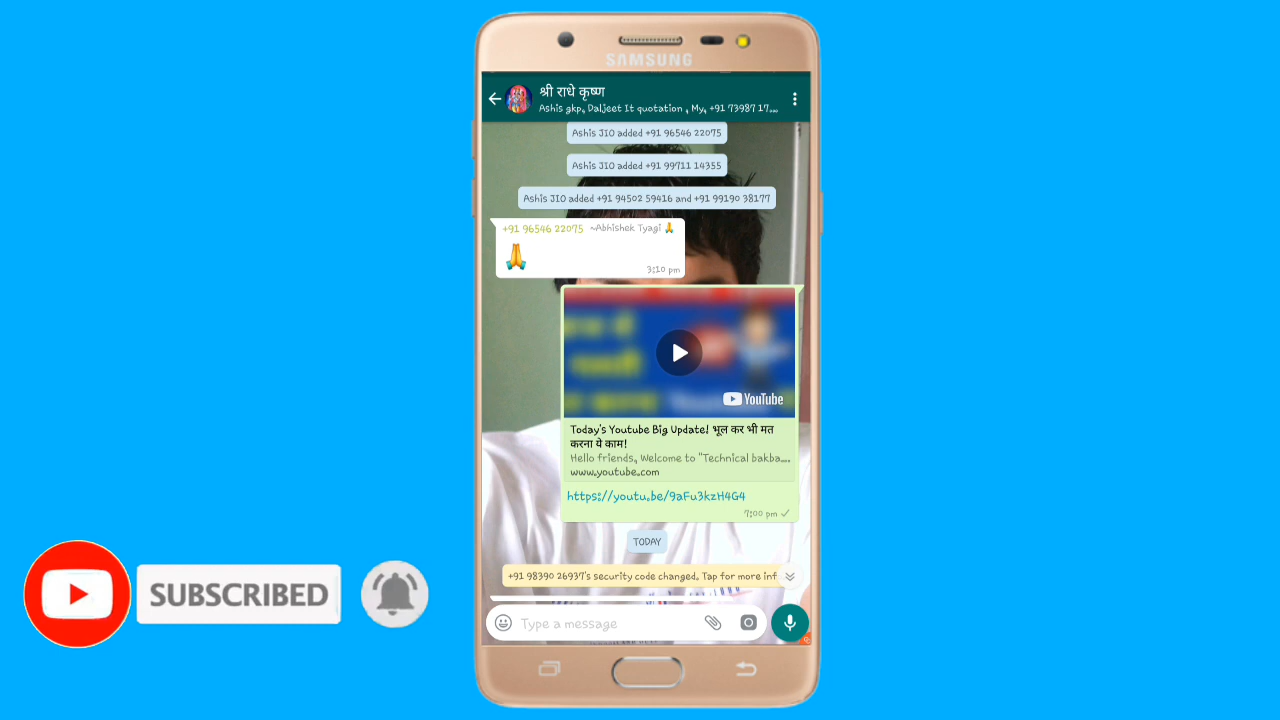 SAMSUNG
श्री राधे कृष्ण
Ashis gkp, Daljeet It quotation , My, +91 73987 17...
Ashis JIO added +91 96546 22075
Ashis JIO added +91 99711 14355
Ashis JIO added +91 94502 59416 and +91 99190 38177
+91 96546 22075 ~Abhishek Tyagi 🙏
🙏
3:10 pm
YouTube
Today's Youtube Big Update! भूल कर भी मत
करना ये काम!
Hello friends, Welcome to "Technical bakba....
www.youtube.com
https://youtu.be/9aFu3kzH4G4
7:00 pm
TODAY
+91 98390 26937's security code changed. Tap for more inf
Type a message
SUBSCRIBED